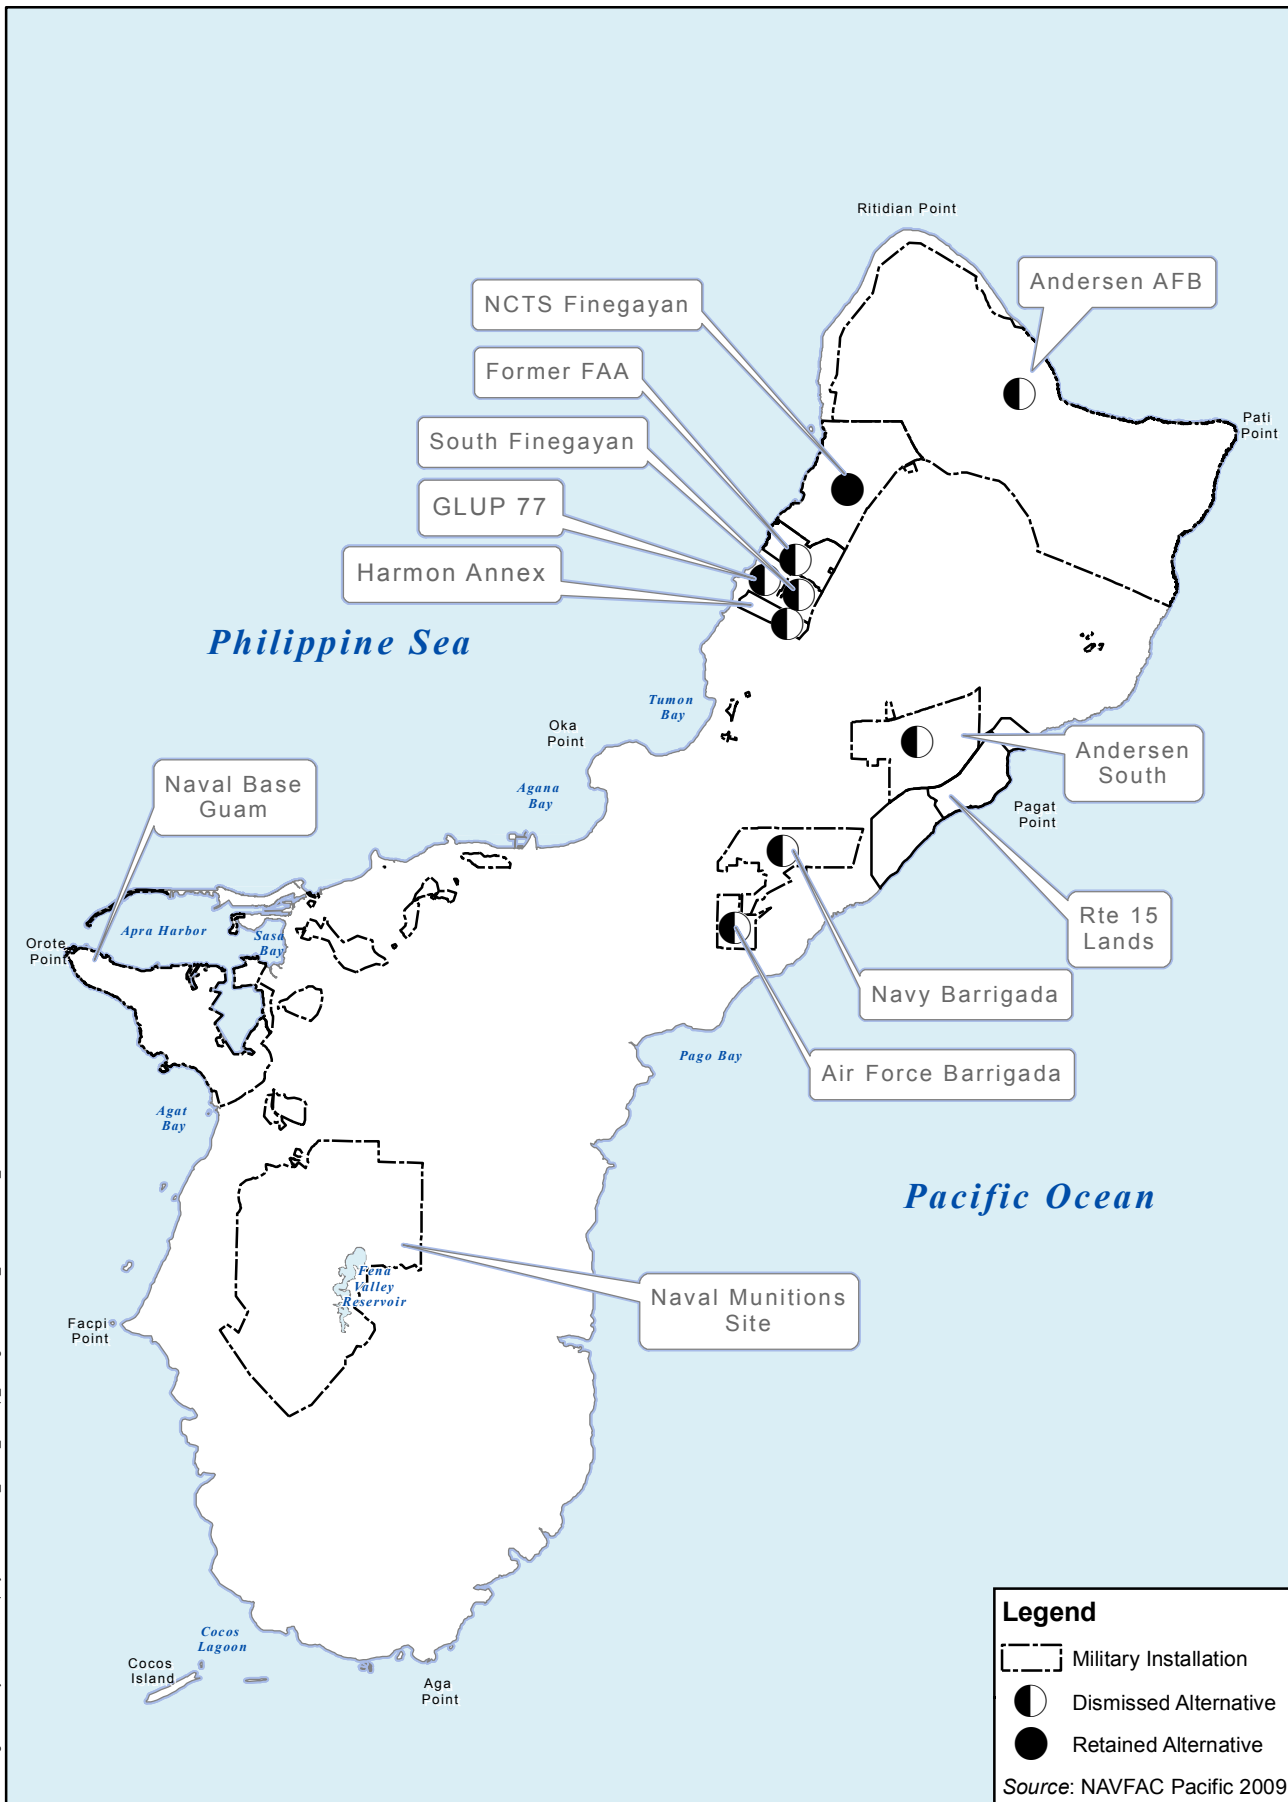 Ritidian Point
Andersen AFB
NCTS Finegayan
Former FAA
South Finegayan
GLUP 77
Harmon Annex
Pati
Point
Philippine Sea
Tumon
Bay
Oka
Point
Andersen
South
Naval Base
Guam
Agana
Bay
Pagat
Point
Rte 15
Lands
Apra Harbor
Sasa
Bay
Orote
Point
Navy Barrigada
Pago Bay
Air Force Barrigada
Agat
Bay
Pacific Ocean
Fena
Valley
Reservoir
Naval Munitions
Site
Facpi
Point
Cocos
Lagoon
Cocos
Island
Aga
Point
Legend
Military Installation
Dismissed Alternative
Retained Alternative
Source: NAVFAC Pacific 2009